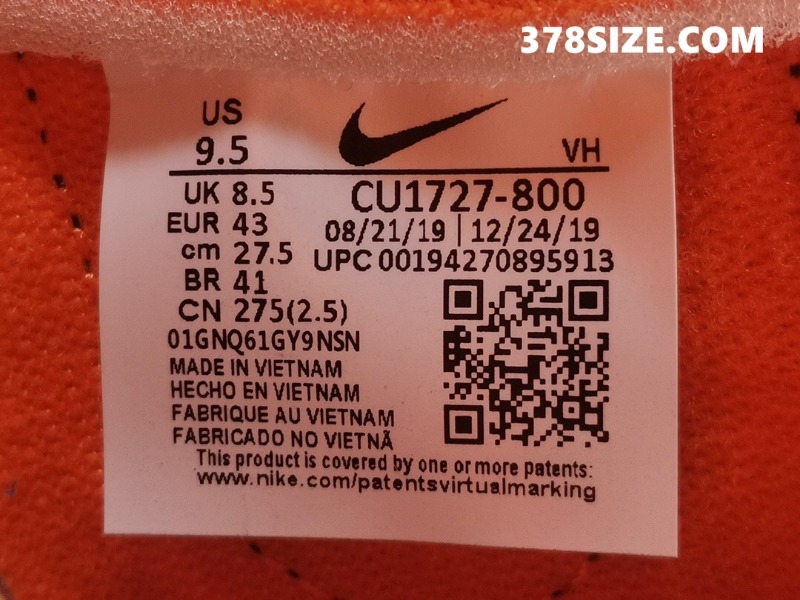 378SIZE.COM
US
9.5
VH
UK 8.5
CU1727-800
EUR 43
08/21/19 | 12/24/19
cm 27.5
UPC 00194270895913
BR 41
CN 275(2.5)
01GNQ61GY9NSN
MADE IN VIETNAM
HECHO EN VIETNAM
FABRIQUE AU VIETNAM
FABRICADO NO VIETNÃ
This product is covered by one or more patents:
www.nike.com/patentsvirtualmarking